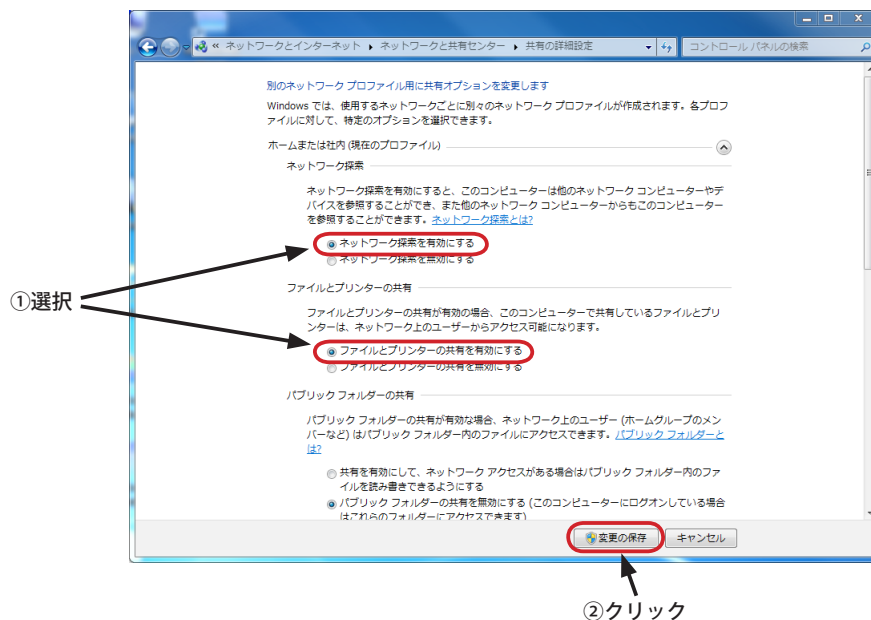 « ネットワークとインターネット ▸ ネットワークと共有センター ▸ 共有の詳細設定
コントロール パネルの検索
別のネットワーク プロファイル用に共有オプションを変更します
Windows では、使用するネットワークごとに別々のネットワーク プロファイルが作成されます。各プロフ
ァイルに対して、特定のオプションを選択できます。
ホームまたは社内 (現在のプロファイル)
ネットワーク探索
ネットワーク探索を有効にすると、このコンピューターは他のネットワーク コンピューターやデ
バイスを参照することができ、また他のネットワーク コンピューターからもこのコンピューター
を参照することができます。ネットワーク探索とは?
ネットワーク探索を有効にする
ネットワーク探索を無効にする
①選択
ファイルとプリンターの共有
ファイルとプリンターの共有が有効の場合、このコンピューターで共有しているファイルとプリ
ンターは、ネットワーク上のユーザーからアクセス可能になります。
ファイルとプリンターの共有を有効にする
ファイルとプリンターの共有を無効にする
パブリック フォルダーの共有
パブリック フォルダーの共有が有効な場合、ネットワーク上のユーザー (ホームグループのメン
バーなど) はパブリック フォルダー内のファイルにアクセスできます。パブリック フォルダーと
は?
共有を有効にして、ネットワーク アクセスがある場合はパブリック フォルダー内のファ
イルを読み書きできるようにする
パブリック フォルダーの共有を無効にする (このコンピューターにログオンしている場合
はこれらのフォルダーにアクセスできます)
変更の保存
キャンセル
②クリック